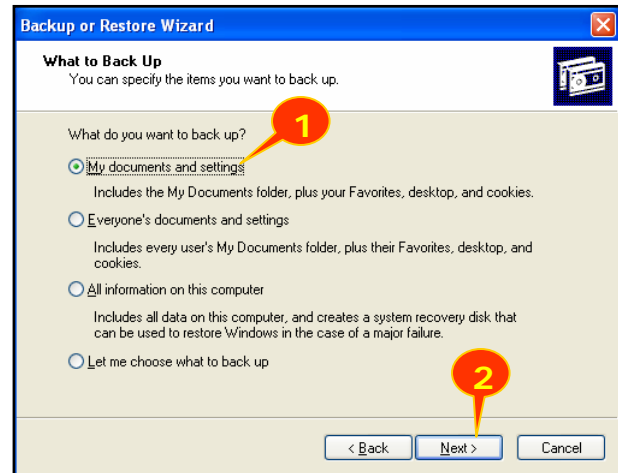 Backup or Restore Wizard
What to Back Up
You can specify the items you want to back up.
What do you want to back up?
1
My documents and settings
Includes the My Documents folder, plus your Favorites, desktop, and cookies.
Everyone's documents and settings
Includes every user's My Documents folder, plus their Favorites, desktop, and
cookies.
All information on this computer
Includes all data on this computer, and creates a system recovery disk that
can be used to restore Windows in the case of a major failure.
Let me choose what to back up
2
< Back Next > Cancel